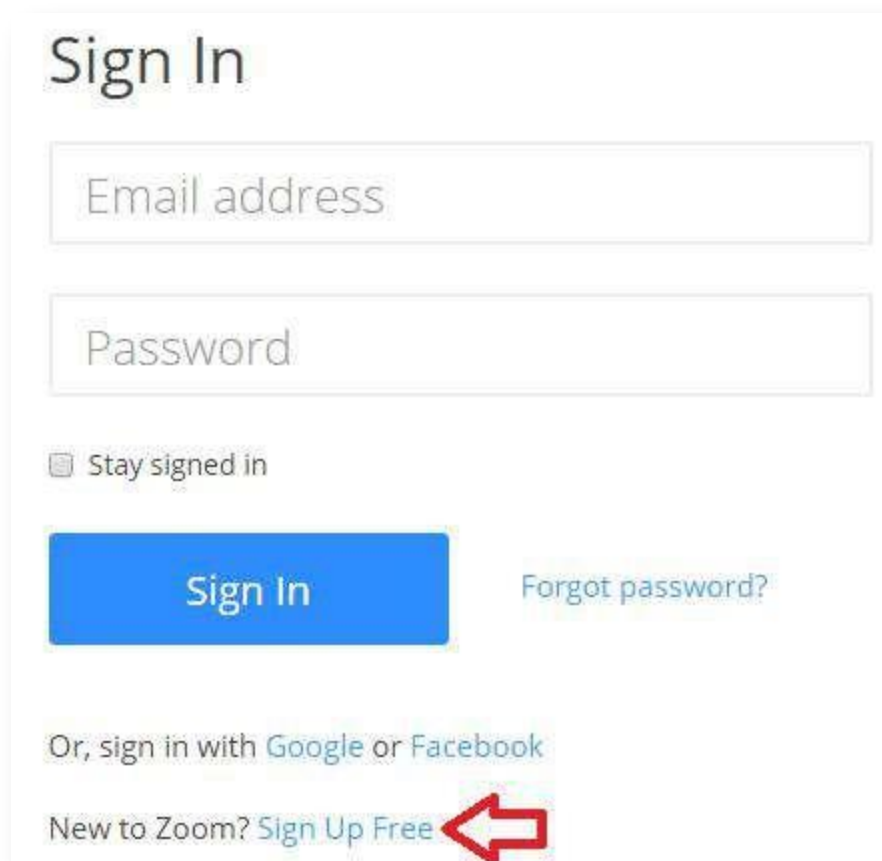 Sign In
Email address
Password
Stay signed in
Sign In
Forgot password?
Or, sign in with Google or Facebook
New to Zoom? Sign Up Free